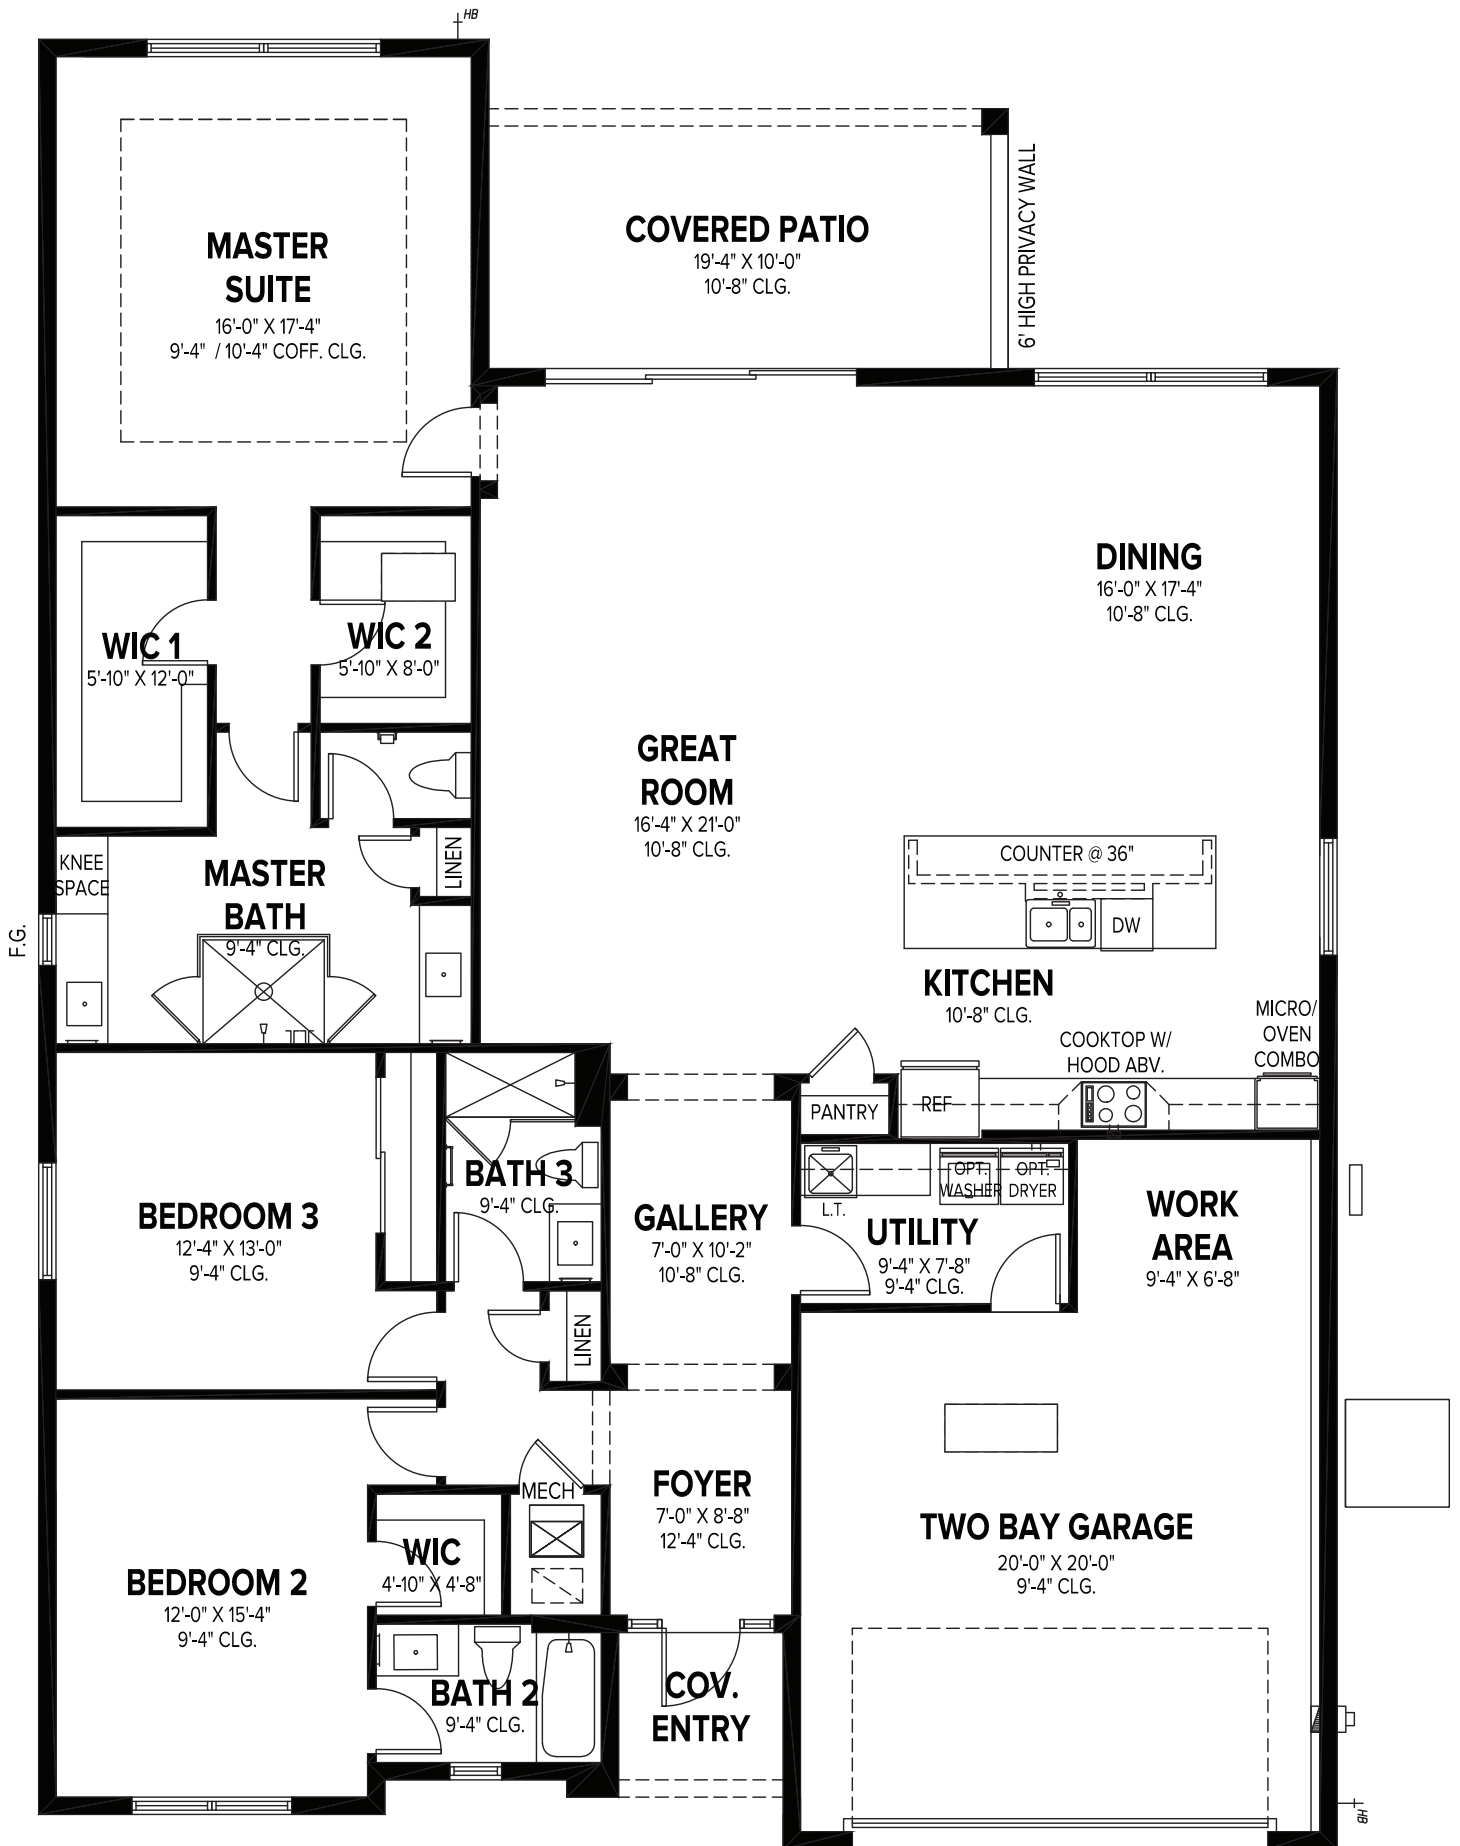 HB
MASTER
SUITE
16'-0" X 17'-4"
9'-4" / 10'-4" COFF. CLG.
COVERED PATIO
19'-4" X 10'-0"
10'-8" CLG.
6' HIGH PRIVACY WALL
DINING
16'-0" X 17'-4"
10'-8" CLG.
WIC 1
5'-10" X 12'-0"
WIC 2
5'-10" X 8'-0"
GREAT
ROOM
16'-4" X 21'-0"
10'-8" CLG.
KNEE
SPACE
LINEN
MASTER
BATH
9'-4" CLG.
F.G.
COUNTER @ 36"
DW
KITCHEN
10'-8" CLG.
COOKTOP W/
HOOD ABV.
MICRO/
OVEN
COMBO
PANTRY
REF
BEDROOM 3
12'-4" X 13'-0"
9'-4" CLG.
BATH 3
9'-4" CLG.
GALLERY
7'-0" X 10'-2"
10'-8" CLG.
OPT.
WASHER
OPT.
DRYER
L.T.
UTILITY
9'-4" X 7'-8"
9'-4" CLG.
WORK
AREA
9'-4" X 6'-8"
LINEN
MECH
FOYER
7'-0" X 8'-8"
12'-4" CLG.
WIC
4'-10" X 4'-8"
BEDROOM 2
12'-0" X 15'-4"
9'-4" CLG.
TWO BAY GARAGE
20'-0" X 20'-0"
9'-4" CLG.
BATH 2
9'-4" CLG.
COV.
ENTRY
HB